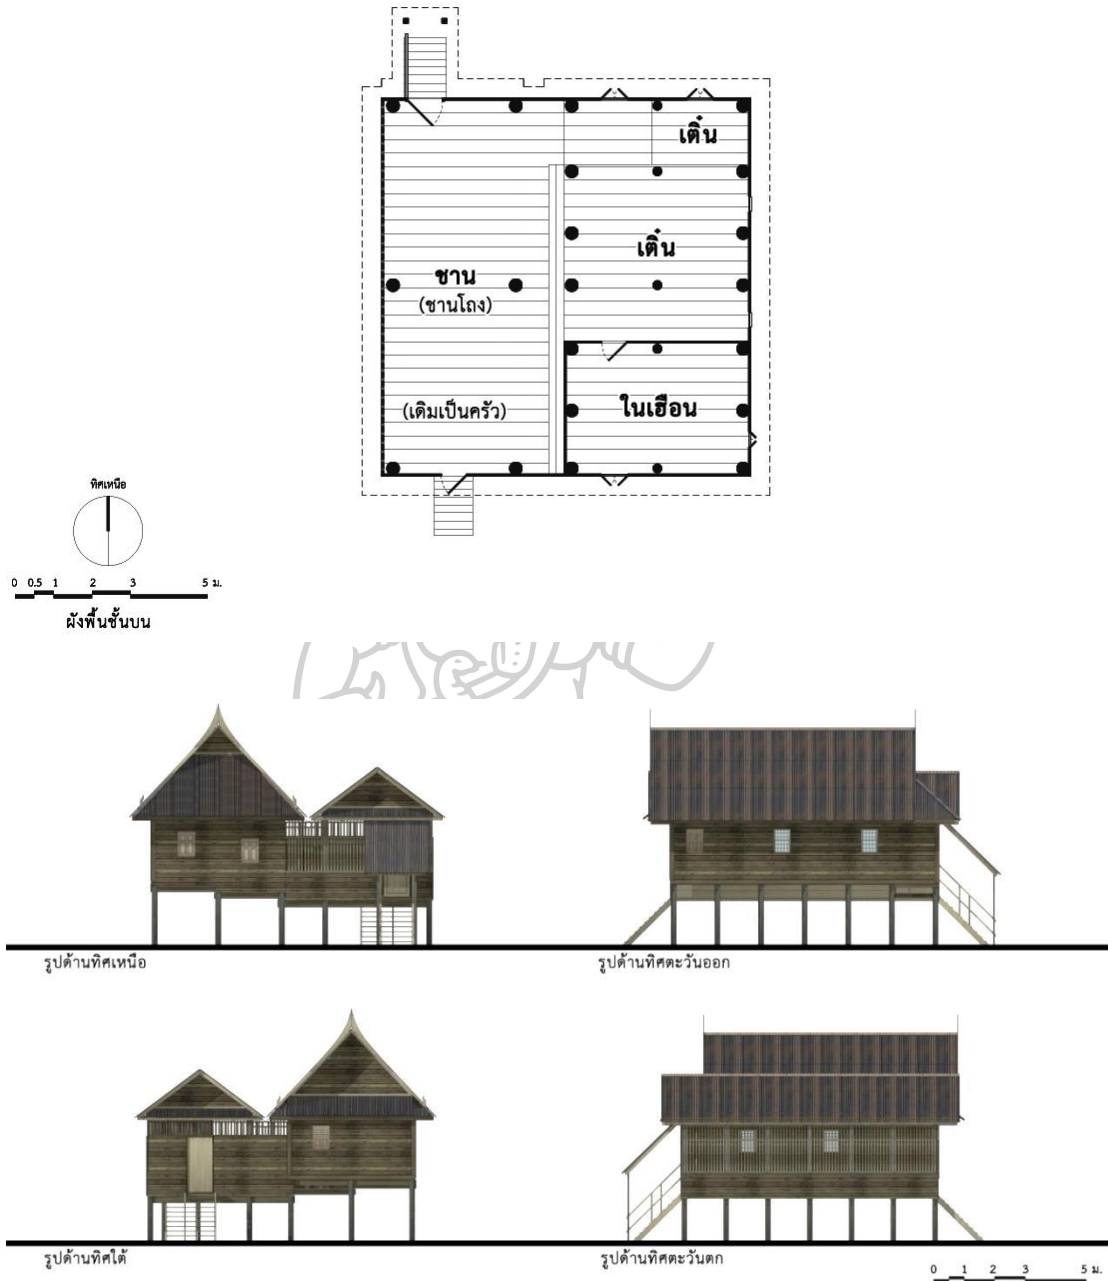 เติ๋น
เติ๋น
ชาน
(ชานโถง)
(เดิมเป็นครัว)
ในเฮือน
ทิศเหนือ
0 0.5 1 2 3 5 ม.
ผังพื้นชั้นบน
รูปด้านทิศเหนือ
รูปด้านทิศตะวันออก
รูปด้านทิศใต้
รูปด้านทิศตะวันตก
0 1 2 3 5 ม.